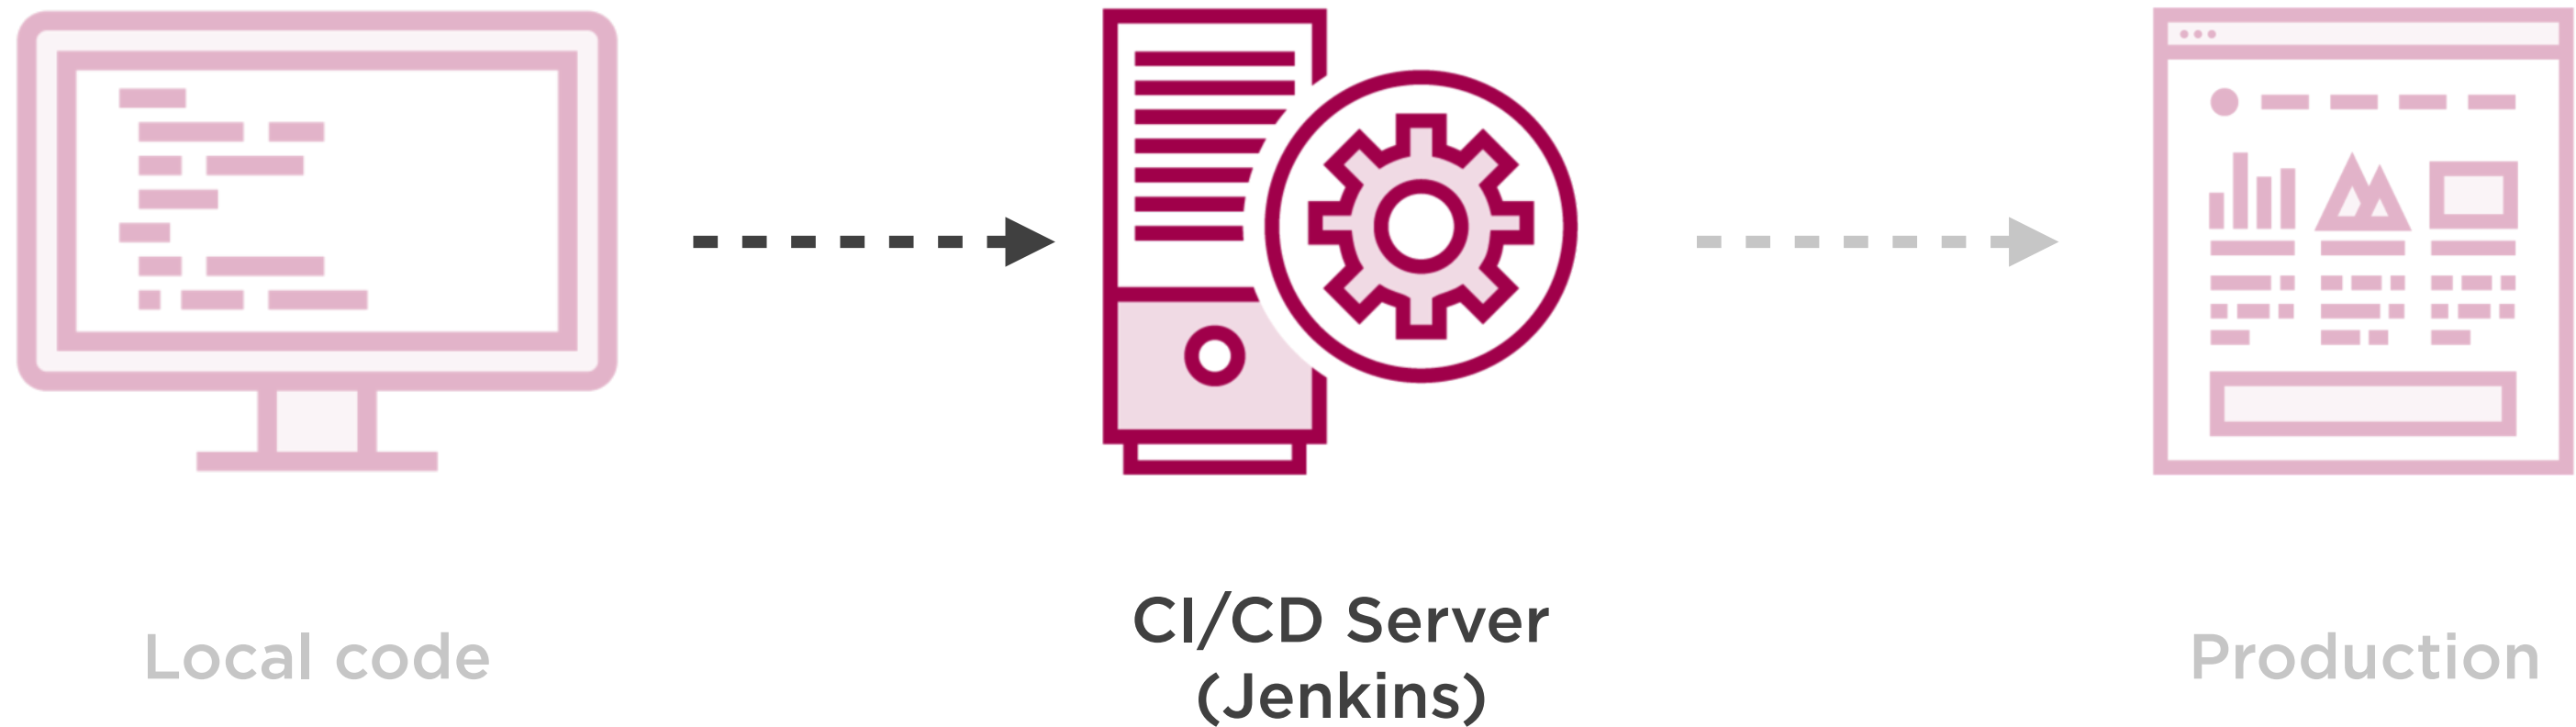 Local code
CI/CD Server
(Jenkins)
Production